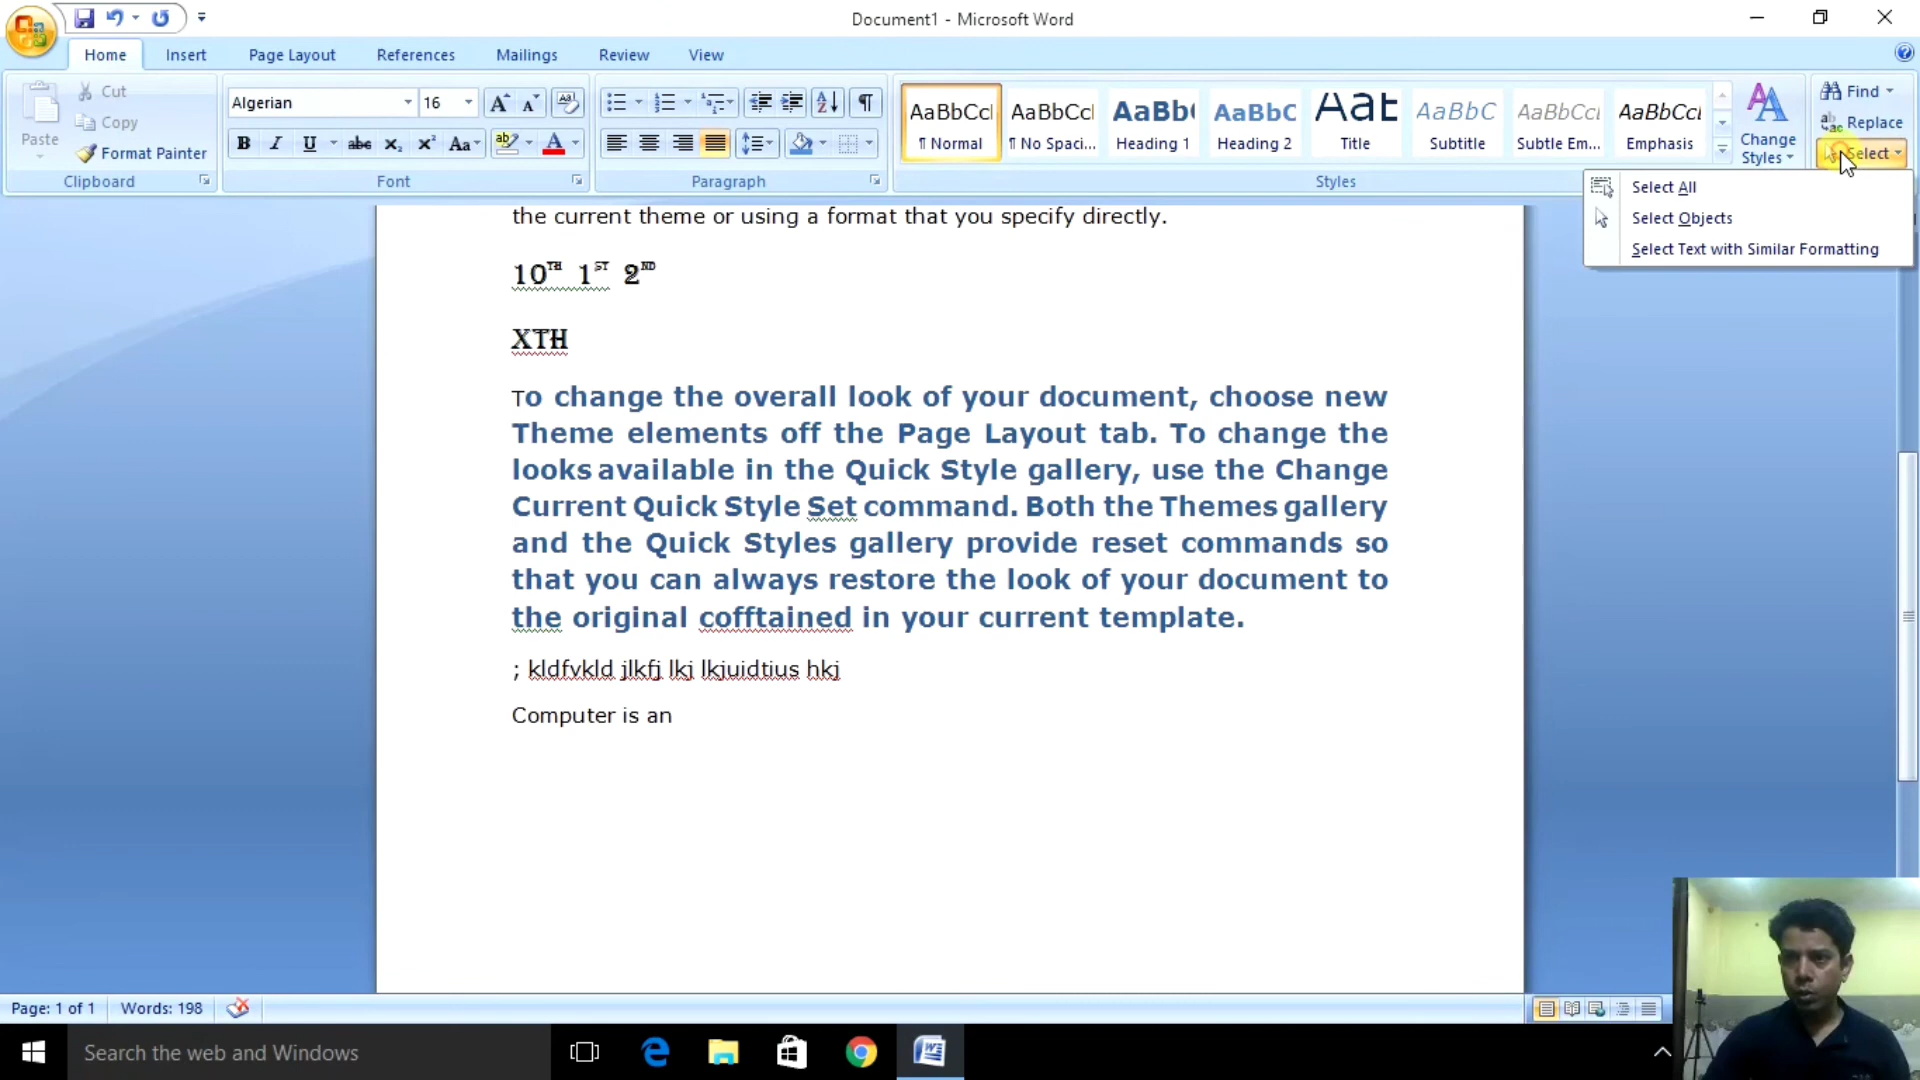 Document1 - Microsoft Word
Home Insert Page Layout References Mailings Review View
Cut
Copy
Format Painter
Paste
Clipboard
Algerian 16
Font
Paragraph
AaBbCcI AaBbCcI AaBb( AaBbC Aat AaBbC AaBbCcI AaBbCcI
¶ Normal ¶ No Spaci... Heading 1 Heading 2 Title Subtitle Subtle Em... Emphasis
Styles
Change Styles
Find
Replace
Select
Select All
Select Objects
Select Text with Similar Formatting
the current theme or using a format that you specify directly.
10TH 1ST 2ND
XTH
To change the overall look of your document, choose new
Theme elements off the Page Layout tab. To change the
looks available in the Quick Style gallery, use the Change
Current Quick Style Set command. Both the Themes gallery
and the Quick Styles gallery provide reset commands so
that you can always restore the look of your document to
the original cofftained in your current template.
; kldfvkld jlkfj lkj lkjuidtius hkj
Computer is an
Page: 1 of 1 Words: 198
Search the web and Windows